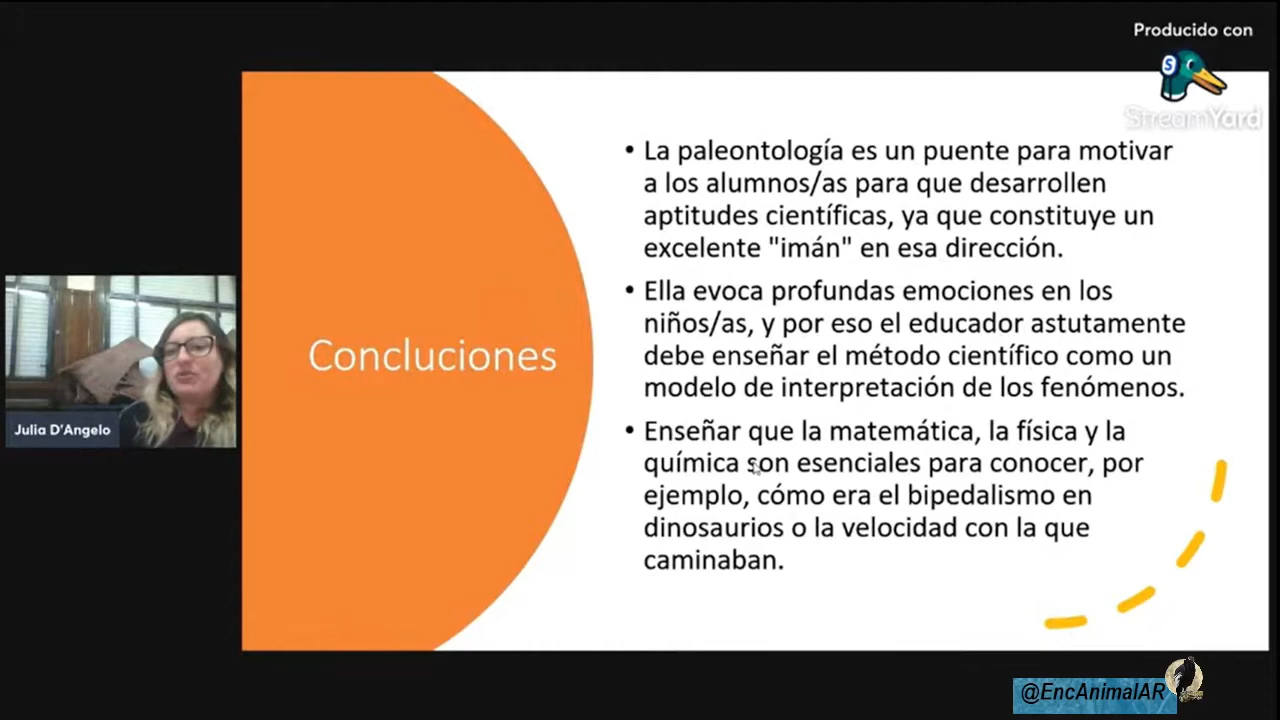 Producido con
StreamYard
• La paleontología es un puente para motivar
a los alumnos/as para que desarrollen
aptitudes científicas, ya que constituye un
excelente "imán" en esa dirección.
• Ella evoca profundas emociones en los
niños/as, y por eso el educador astutamente
debe enseñar el método científico como un
modelo de interpretación de los fenómenos.
Concluciones
• Enseñar que la matemática, la física y la
química son esenciales para conocer, por
ejemplo, cómo era el bipedalismo en
dinosaurios o la velocidad con la que
caminaban.
Julia D'Angelo
@EncAnimalAR